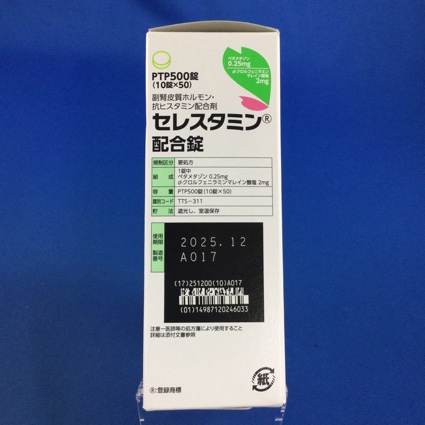 ベタメタゾン
0.25mg
d-クロルフェニラミン
マレイン酸塩
2mg
PTP500錠
(10錠×50)
副腎皮質ホルモン・
抗ヒスタミン配合剤
セレスタミン®
配合錠
規制区分 要処方
組成 1錠中
ベタメタゾン 0.25mg
d-クロルフェニラミンマレイン酸塩 2mg
容量 PTP500錠(10錠×50)
識別コード TTS-311
貯法 遮光し、室温保存
使用
期限 2025.12
製造
番号 A017
(17)251200(10)A017
(01)14987120246033
注意-医師等の処方箋により使用すること
詳細は添付文書参照
®:登録商標
紙